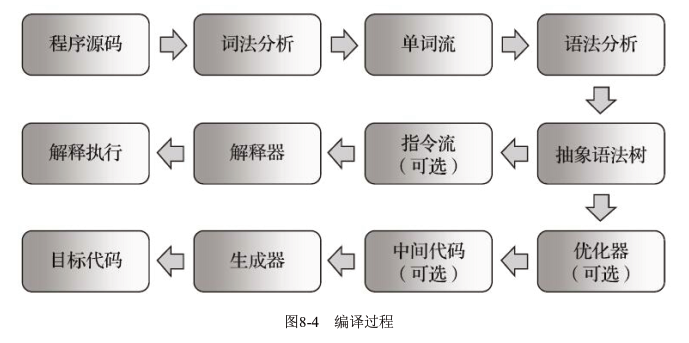 程序源码
词法分析
单词流
语法分析
解释执行
解释器
指令流
（可选）
抽象语法树
目标代码
生成器
中间代码
（可选）
优化器
（可选）
图8-4 编译过程